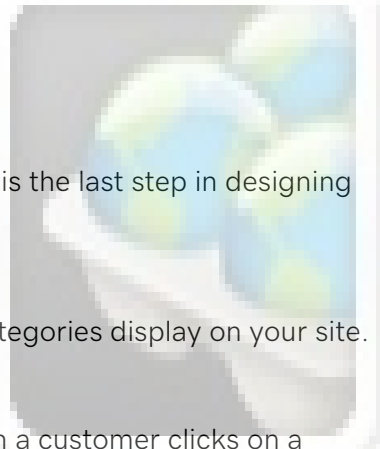 is the last step in designing
tegories display on your site.
n a customer clicks on a